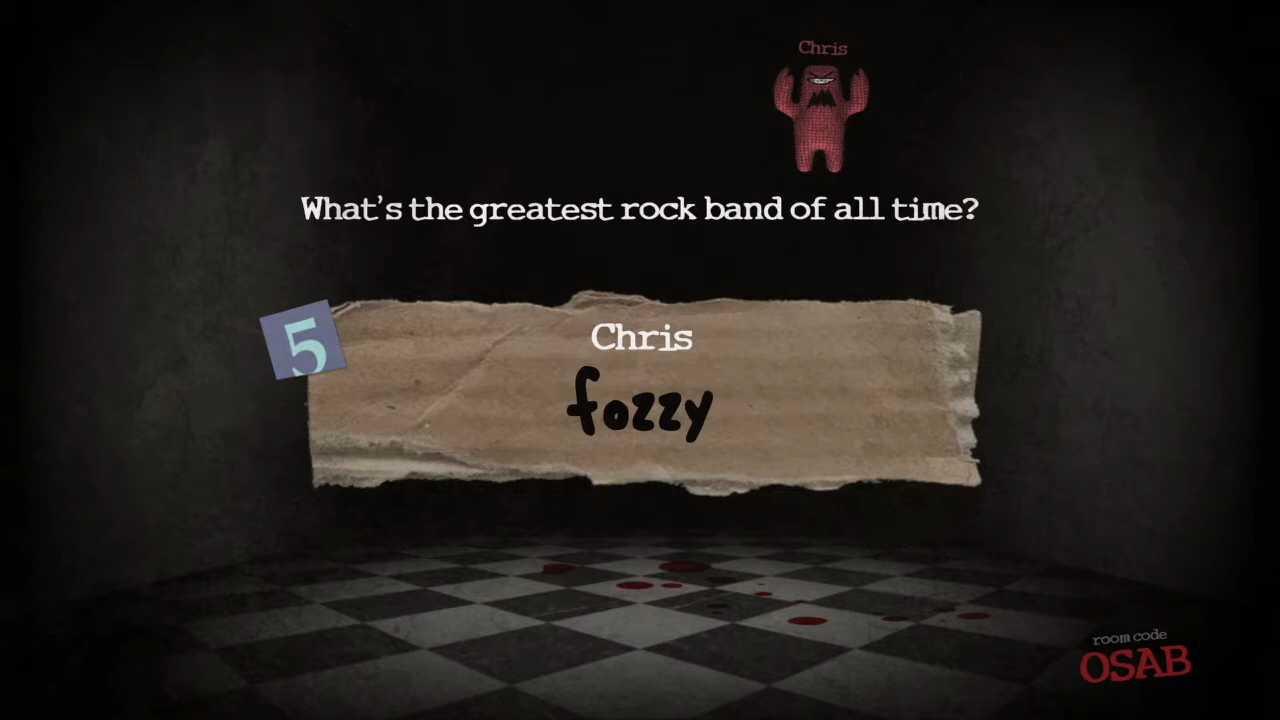 Chris
What's the greatest rock band of all time?
5
Chris
fozzy
room code
OSAB